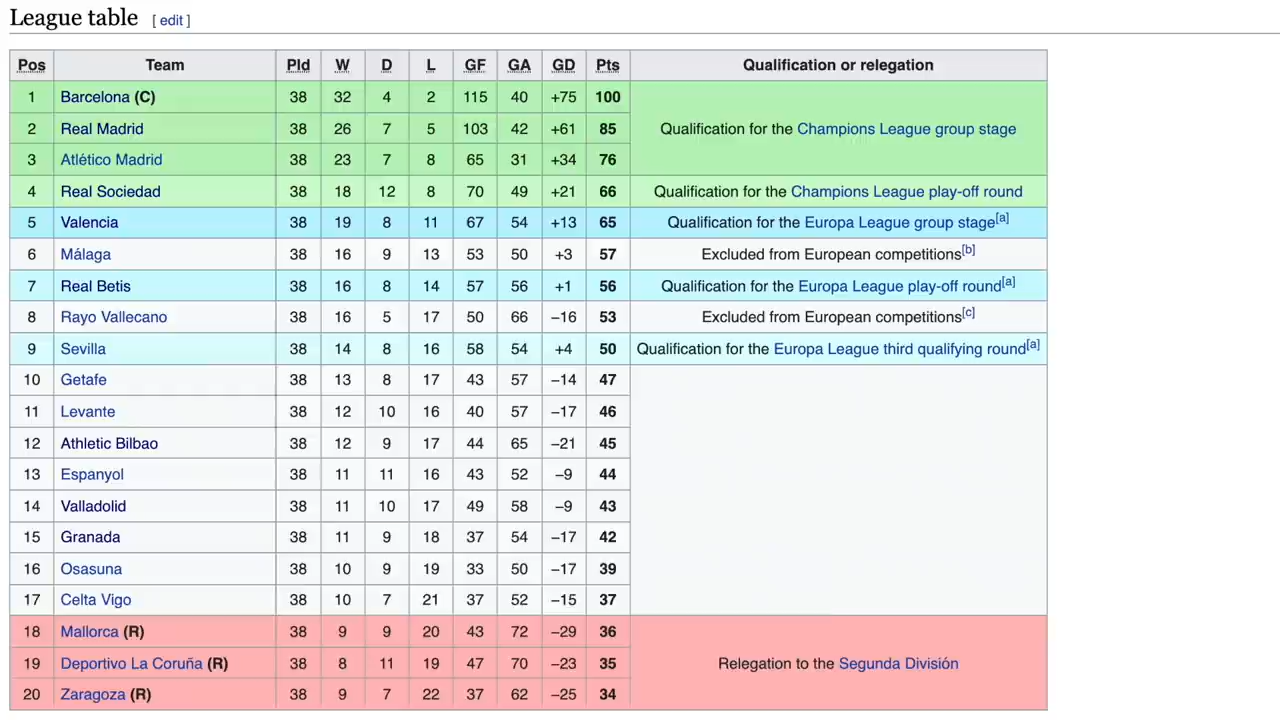 League table [ edit ]
Pos Team Pld W D L GF GA GD Pts Qualification or relegation
1 Barcelona (C) 38 32 4 2 115 40 +75 100
2 Real Madrid 38 26 7 5 103 42 +61 85 Qualification for the Champions League group stage
3 Atlético Madrid 38 23 7 8 65 31 +34 76
4 Real Sociedad 38 18 12 8 70 49 +21 66 Qualification for the Champions League play-off round
5 Valencia 38 19 8 11 67 54 +13 65 Qualification for the Europa League group stage[a]
6 Málaga 38 16 9 13 53 50 +3 57 Excluded from European competitions[b]
7 Real Betis 38 16 8 14 57 56 +1 56 Qualification for the Europa League play-off round[a]
8 Rayo Vallecano 38 16 5 17 50 66 −16 53 Excluded from European competitions[c]
9 Sevilla 38 14 8 16 58 54 +4 50 Qualification for the Europa League third qualifying round[a]
10 Getafe 38 13 8 17 43 57 −14 47
11 Levante 38 12 10 16 40 57 −17 46
12 Athletic Bilbao 38 12 9 17 44 65 −21 45
13 Espanyol 38 11 11 16 43 52 −9 44
14 Valladolid 38 11 10 17 49 58 −9 43
15 Granada 38 11 9 18 37 54 −17 42
16 Osasuna 38 10 9 19 33 50 −17 39
17 Celta Vigo 38 10 7 21 37 52 −15 37
18 Mallorca (R) 38 9 9 20 43 72 −29 36
19 Deportivo La Coruña (R) 38 8 11 19 47 70 −23 35 Relegation to the Segunda División
20 Zaragoza (R) 38 9 7 22 37 62 −25 34